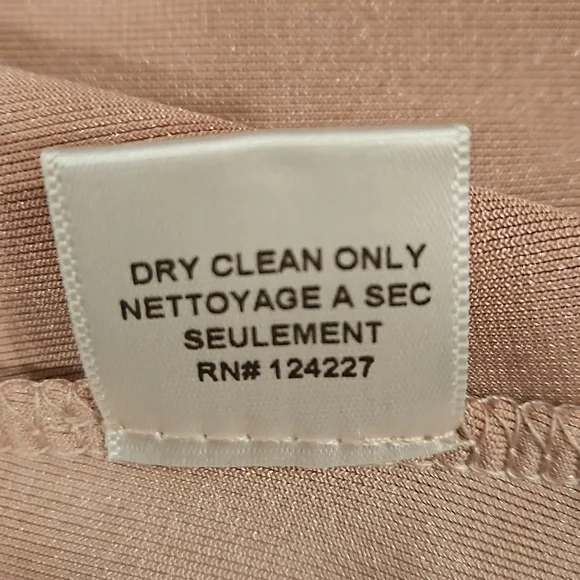 DRY CLEAN ONLY
NETTOYAGE A SEC
SEULEMENT
RN# 124227